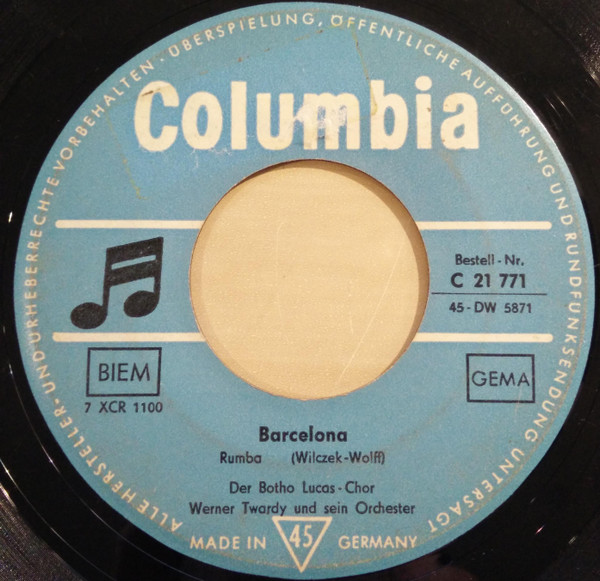 ALLE HERSTELLER- UND URHEBERRECHTE VORBEHALTEN · ÜBERSPIELUNG, ÖFFENTLICHE AUFFÜHRUNG UND RUNDFUNKSENDUNG UNTERSAGT
Columbia
Bestell-Nr.
C 21 771
45-DW 5871
BIEM
GEMA
7 XCR 1100
Barcelona
Rumba (Wilczek-Wolff)
Der Botho Lucas-Chor
Werner Twardy und sein Orchester
MADE IN 45 GERMANY